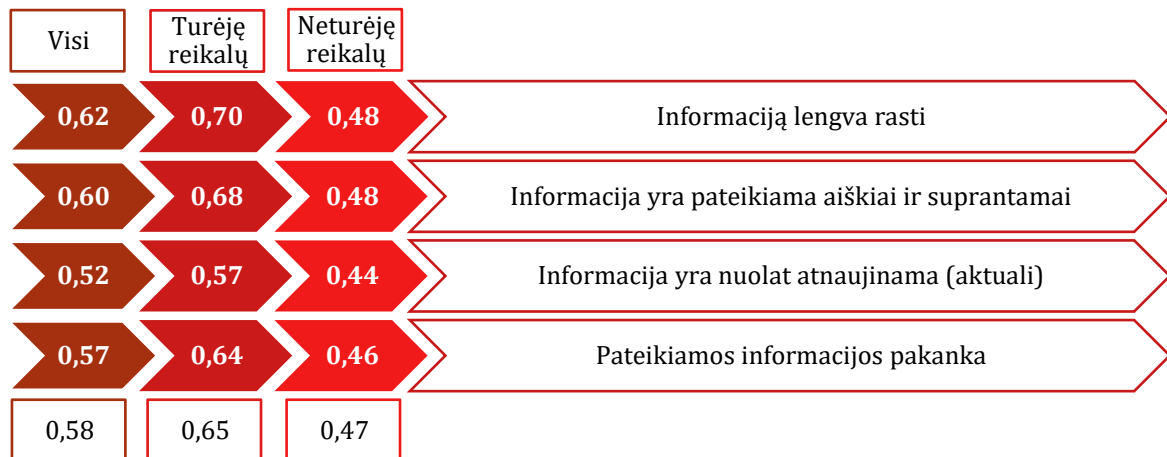 Visi
Turėję
reikalų
Neturėję
reikalų
0,62 0,70 0,48 Informaciją lengva rasti
0,60 0,68 0,48 Informacija yra pateikiama aiškiai ir suprantamai
0,52 0,57 0,44 Informacija yra nuolat atnaujinama (aktuali)
0,57 0,64 0,46 Pateikiamos informacijos pakanka
0,58 0,65 0,47